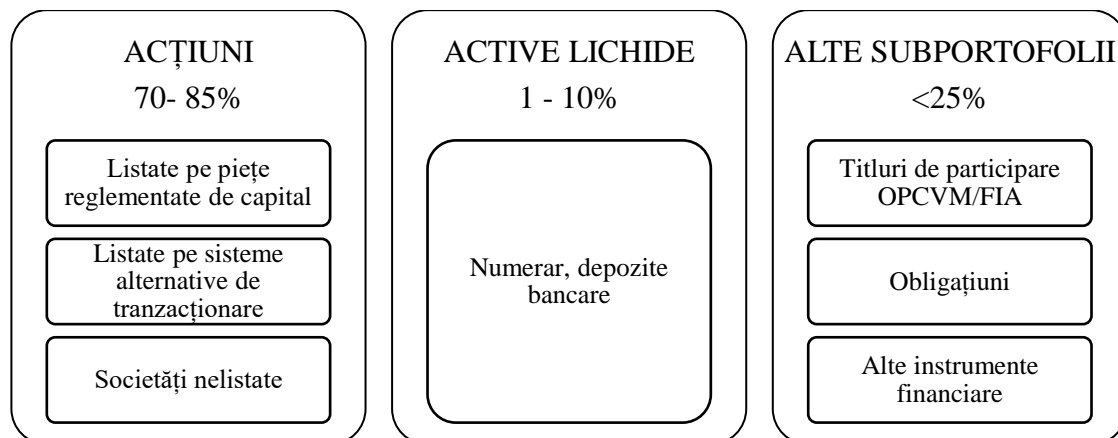 ACȚIUNI
70- 85%
Listate pe piețe
reglementate de capital
Listate pe sisteme
alternative de
tranzacționare
Societăți nelistate
ACTIVE LICHIDE
1 - 10%
Numerar, depozite
bancare
ALTE SUBPORTOFOLII
<25%
Titluri de participare
OPCVM/FIA
Obligațiuni
Alte instrumente
financiare